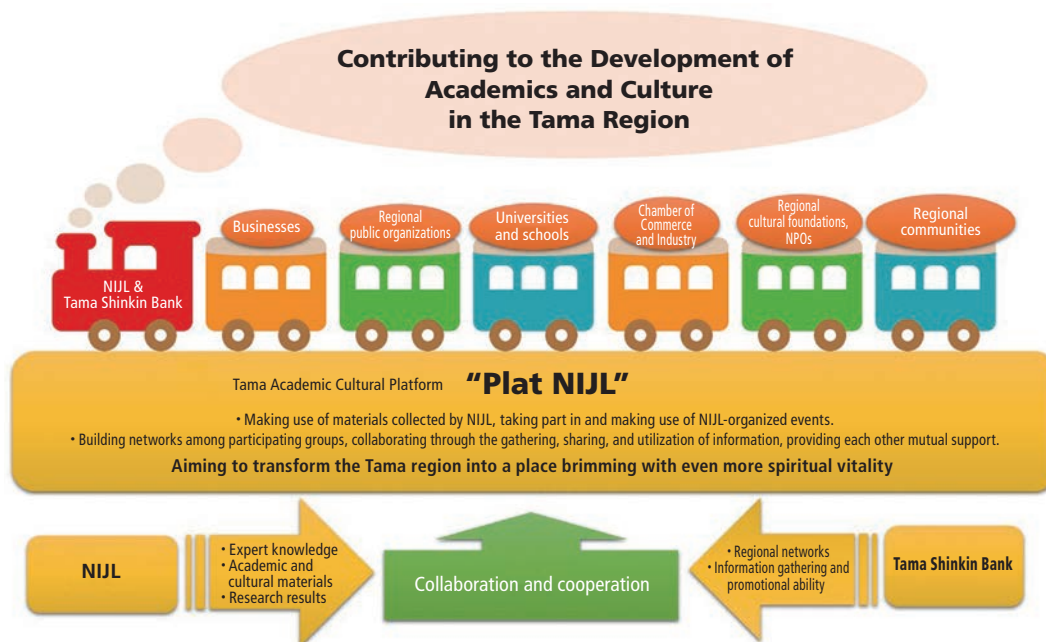 Contributing to the Development of
Academics and Culture
in the Tama Region
NIJL &
Tama Shinkin Bank
Businesses
Regional
public organizations
Universities
and schools
Chamber of
Commerce
and Industry
Regional
cultural foundations,
NPOs
Regional
communities
Tama Academic Cultural Platform "Plat NIJL"
• Making use of materials collected by NIJL, taking part in and making use of NIJL-organized events.
• Building networks among participating groups, collaborating through the gathering, sharing, and utilization of information, providing each other mutual support.
Aiming to transform the Tama region into a place brimming with even more spiritual vitality
NIJL
• Expert knowledge
• Academic and
cultural materials
• Research results
Collaboration and cooperation
• Regional networks
• Information gathering and
promotional ability
Tama Shinkin Bank